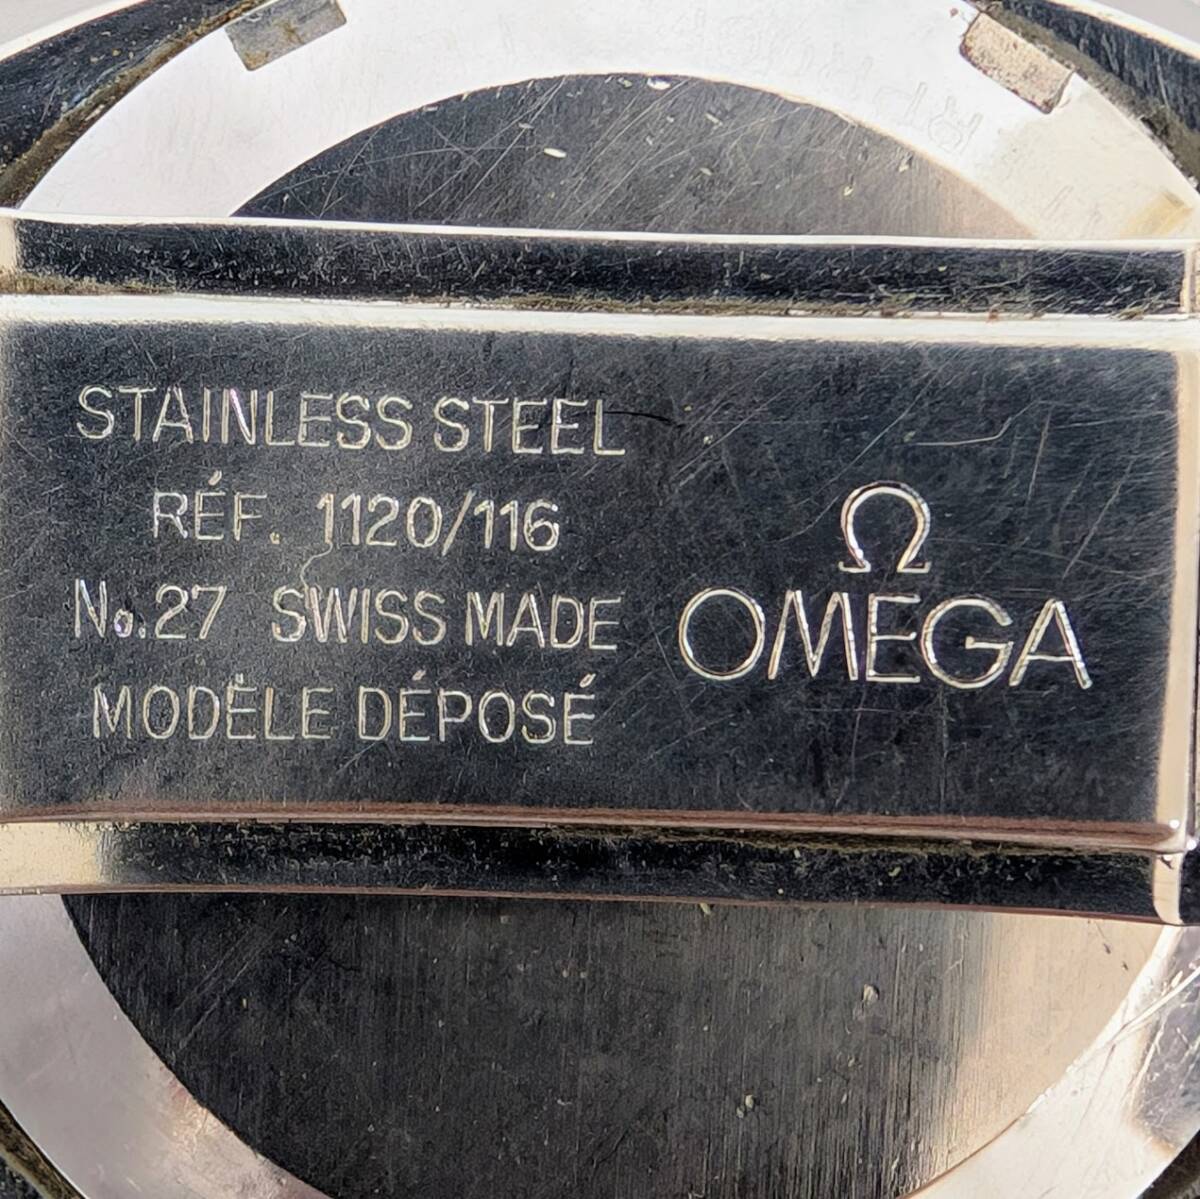 STAINLESS STEEL
RÉF. 1120/116
No.27 SWISS MADE
MODÈLE DÉPOSÉ
Ω
OMEGA